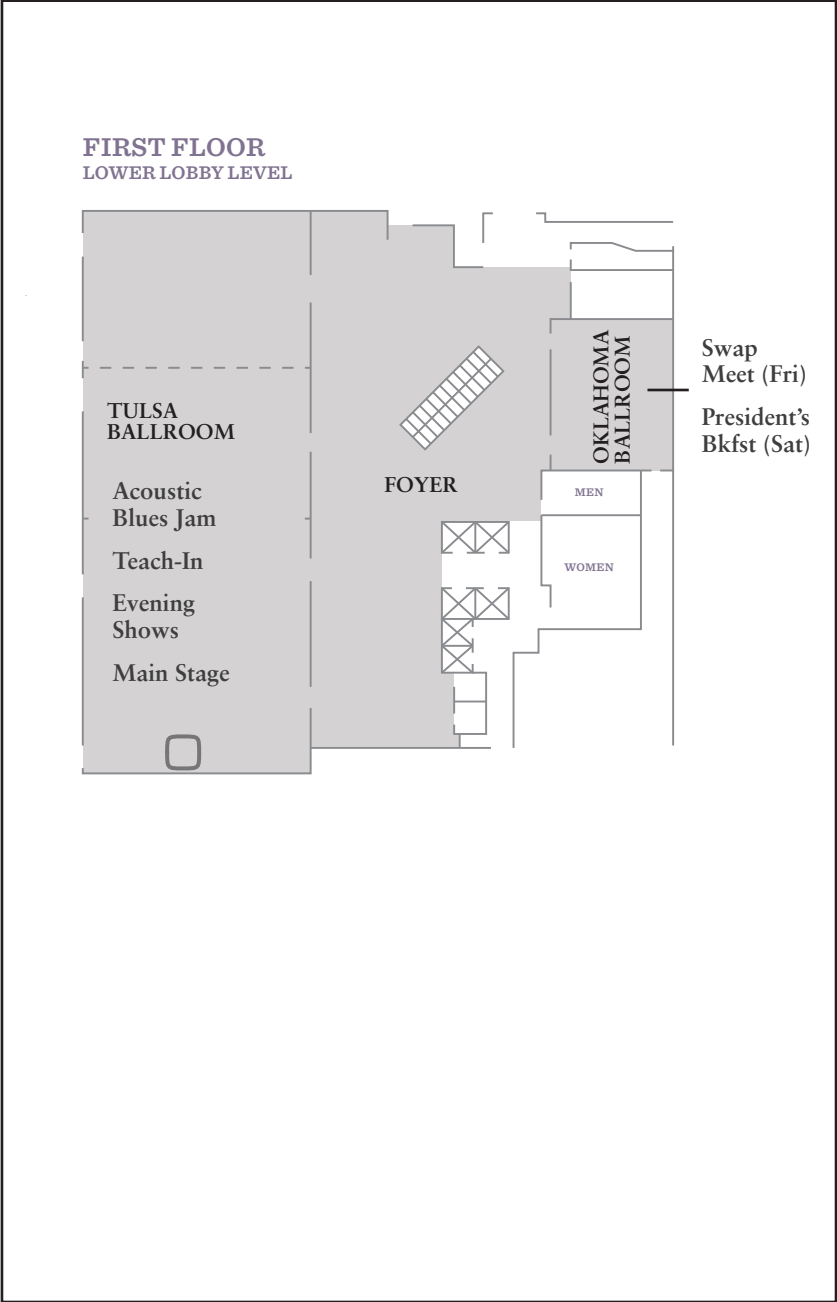 FIRST FLOOR
LOWER LOBBY LEVEL
TULSA
BALLROOM
Acoustic
Blues Jam
Teach-In
Evening
Shows
Main Stage
FOYER
OKLAHOMA
BALLROOM
Swap
Meet (Fri)
President’s
Bkfst (Sat)
MEN
WOMEN